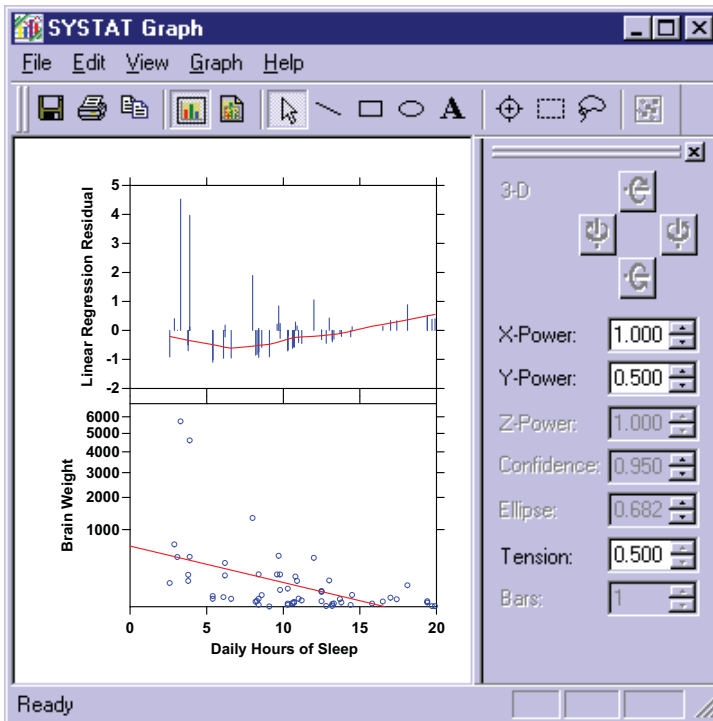 SYSTAT Graph
File Edit View Graph Help
A
Linear Regression Residual
5
4
3
2
1
0
-1
-2
Brain Weight
6000
5000
4000
3000
2000
1000
0 5 10 15 20
Daily Hours of Sleep
3-D
X-Power: 1.000
Y-Power: 0.500
Z-Power: 1.000
Confidence: 0.950
Ellipse: 0.682
Tension: 0.500
Bars: 1
Ready